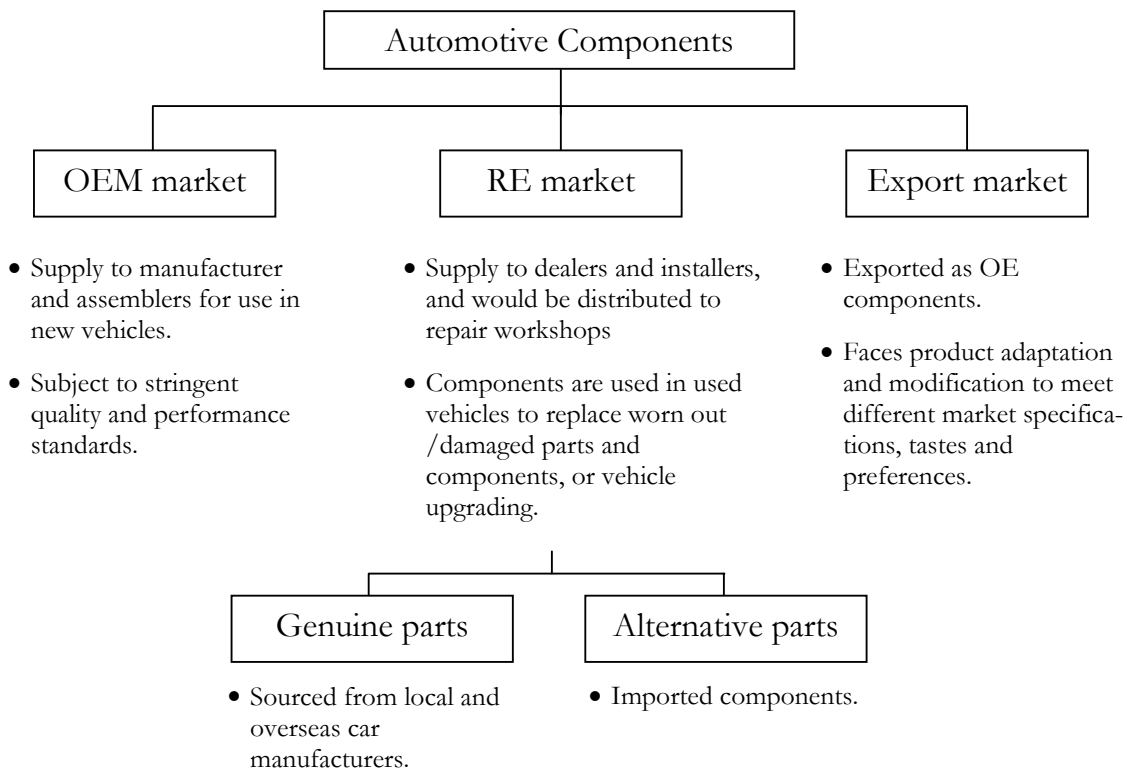 Automotive Components
OEM market
RE market
Export market
• Supply to manufacturer
and assemblers for use in
new vehicles.
• Subject to stringent
quality and performance
standards.
• Supply to dealers and installers,
and would be distributed to
repair workshops
• Components are used in used
vehicles to replace worn out
/damaged parts and
components, or vehicle
upgrading.
• Exported as OE
components.
• Faces product adaptation
and modification to meet
different market specifica-
tions, tastes and
preferences.
Genuine parts
Alternative parts
• Sourced from local and
overseas car
manufacturers.
• Imported components.